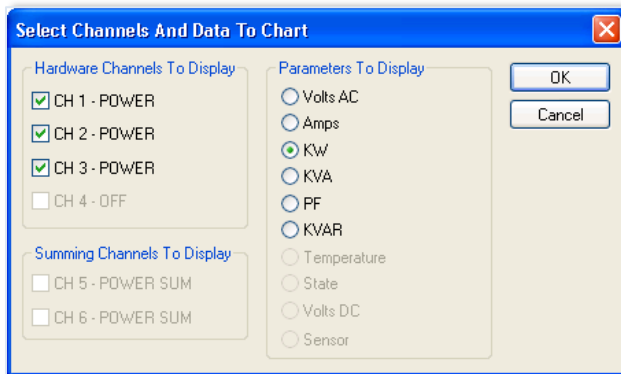 Select Channels And Data To Chart
Hardware Channels To Display
CH 1 - POWER
CH 2 - POWER
CH 3 - POWER
CH 4 - OFF
Summing Channels To Display
CH 5 - POWER SUM
CH 6 - POWER SUM
Parameters To Display
Volts AC
Amps
KW
KVA
PF
KVAR
Temperature
State
Volts DC
Sensor
OK
Cancel